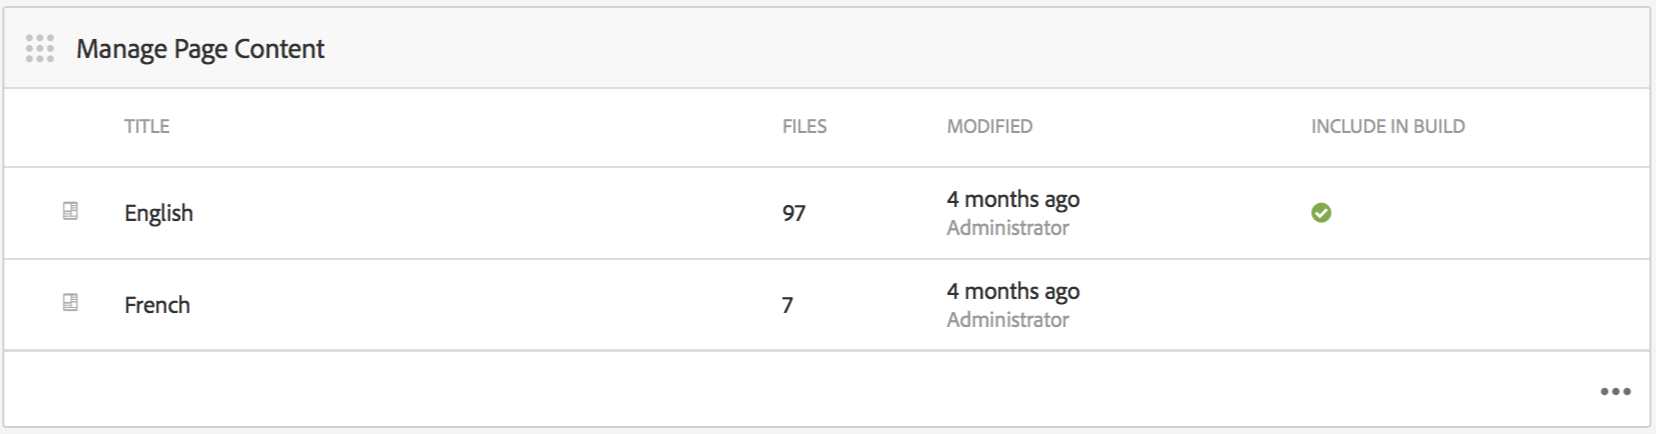 Manage Page Content
TITLE FILES MODIFIED INCLUDE IN BUILD
English 97 4 months ago
Administrator
French 7 4 months ago
Administrator